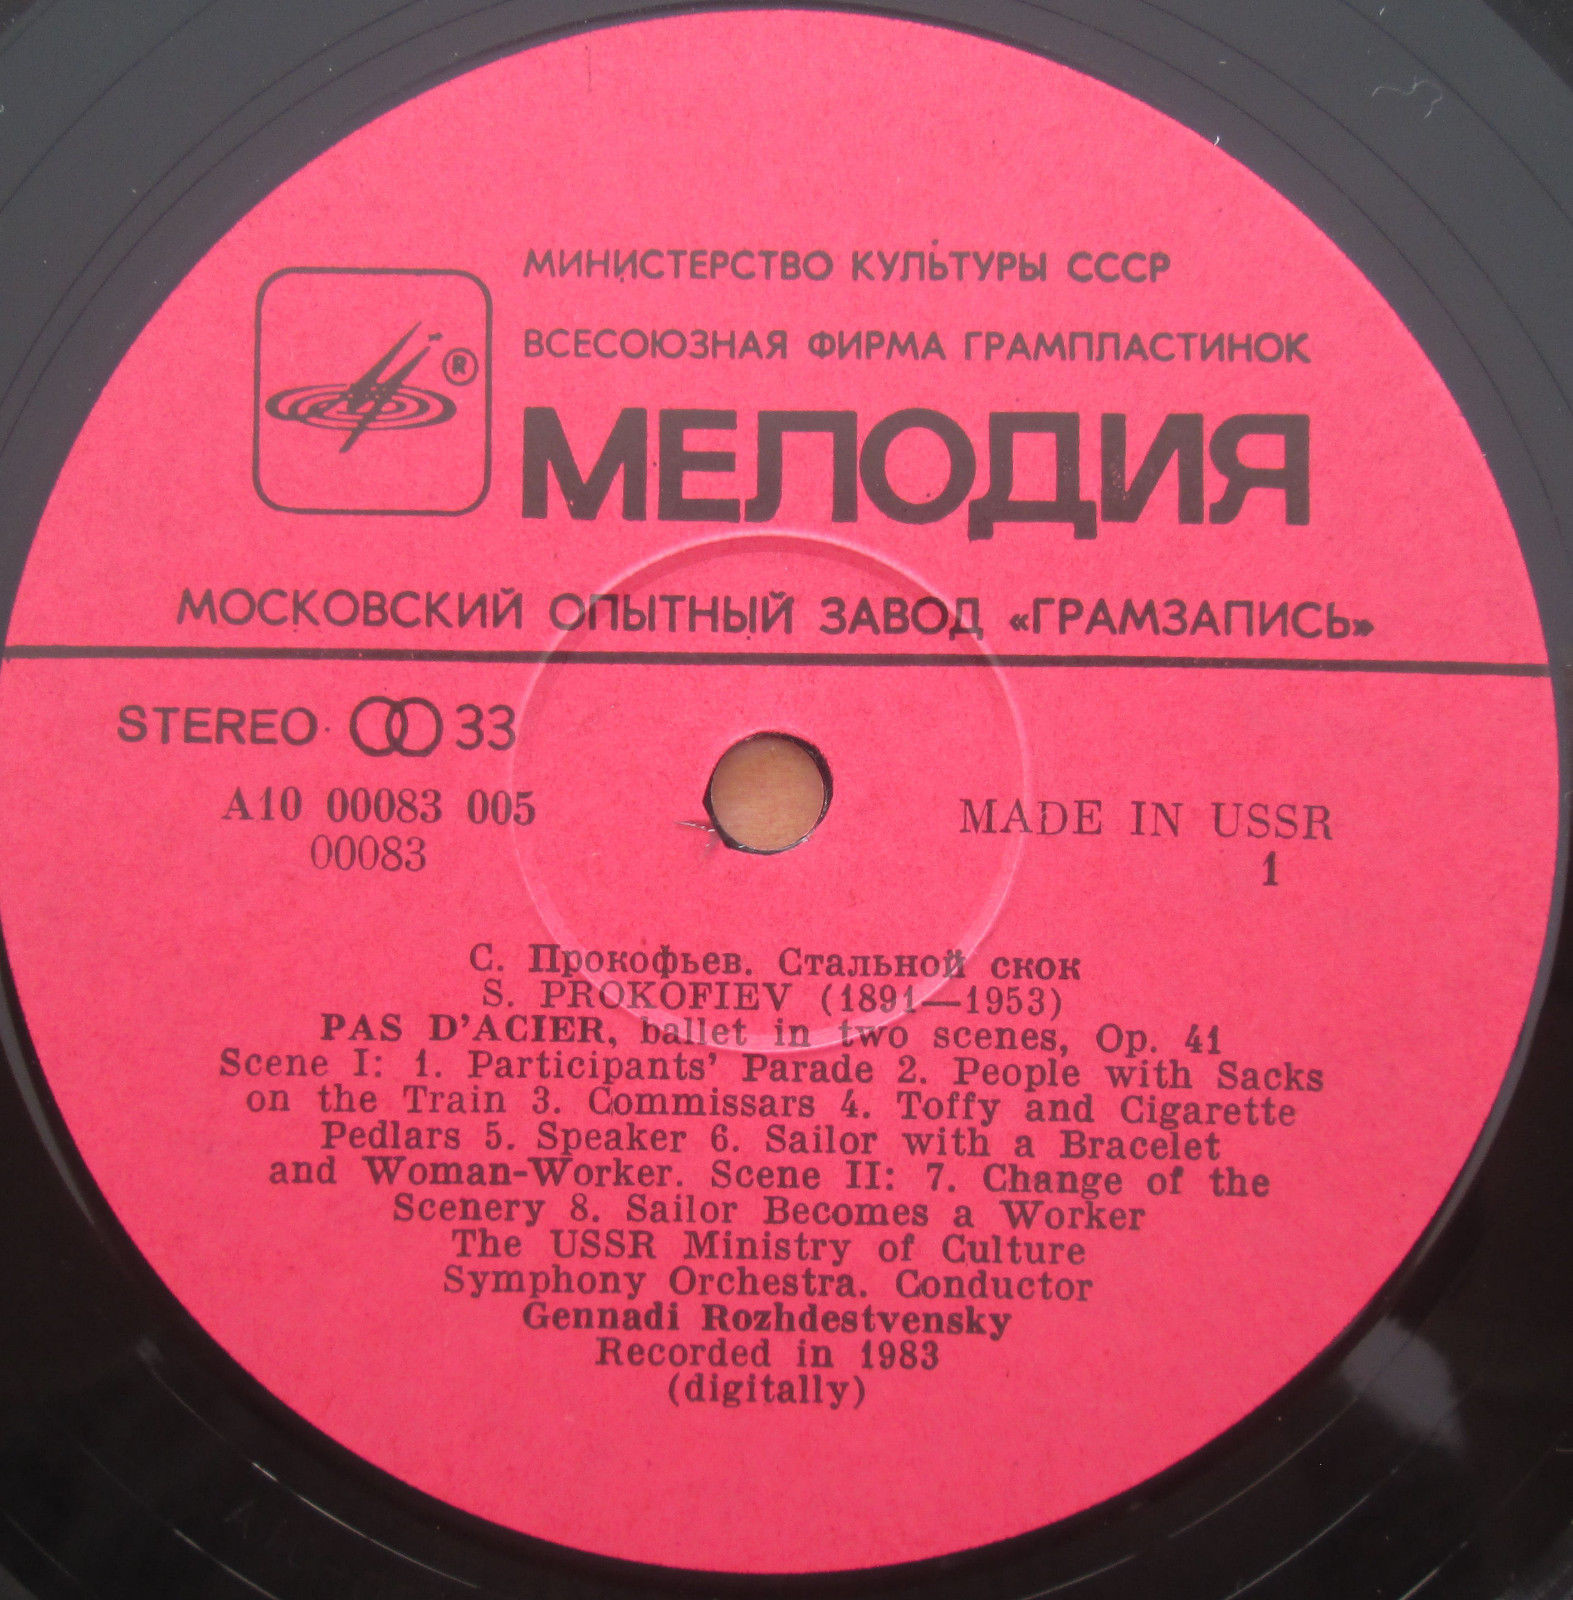 МИНИСТЕРСТВО КУЛЬТУРЫ СССР
ВСЕСОЮЗНАЯ ФИРМА ГРАМПЛАСТИНОК
®
МЕЛОДИЯ
МОСКОВСКИЙ ОПЫТНЫЙ ЗАВОД «ГРАМЗАПИСЬ»
STEREO 33
А10 00083 005
00083
MADE IN USSR
1
С. Прокофьев. Стальной скок
S. PROKOFIEV (1891—1953)
PAS D'ACIER, ballet in two scenes, Op. 41
Scene I: 1. Participants' Parade 2. People with Sacks
on the Train 3. Commissars 4. Toffy and Cigarette
Pedlars 5. Speaker 6. Sailor with a Bracelet
and Woman-Worker. Scene II: 7. Change of the
Scenery 8. Sailor Becomes a Worker
The USSR Ministry of Culture
Symphony Orchestra. Conductor
Gennadi Rozhdestvensky
Recorded in 1983
(digitally)